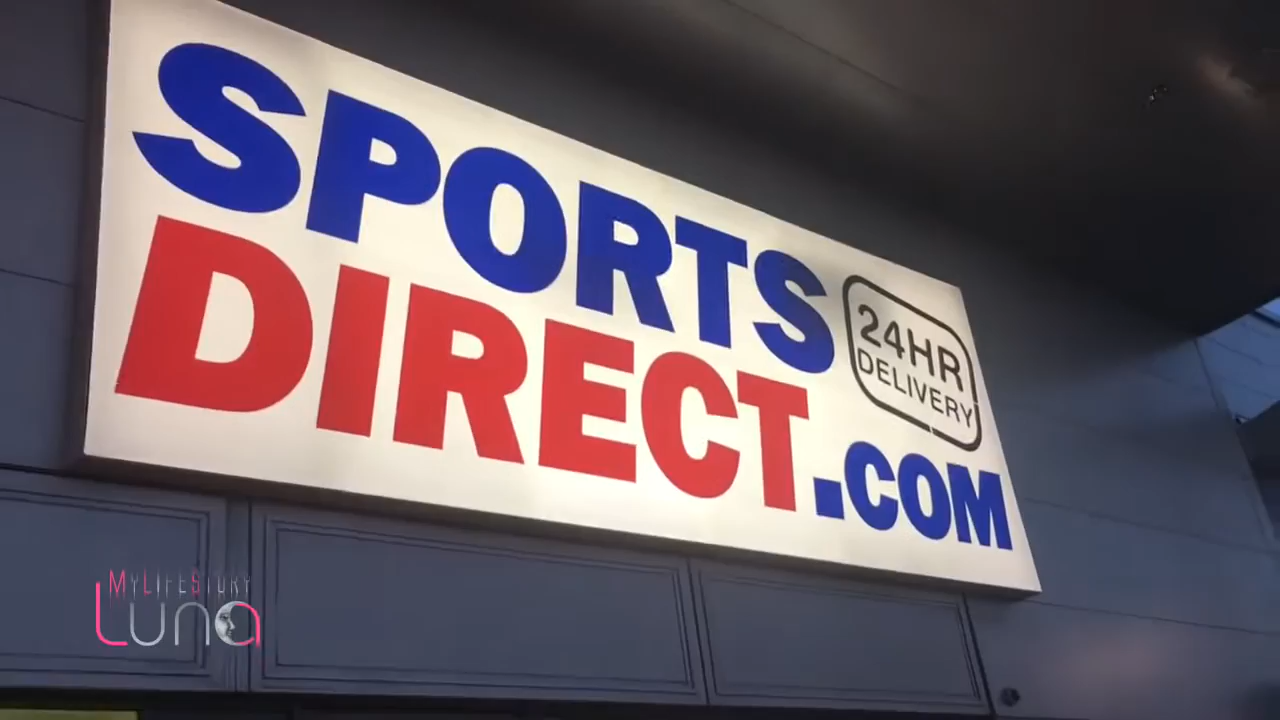 SPORTS
DIRECT.COM
24HR
DELIVERY
MyLifeStory
Luna